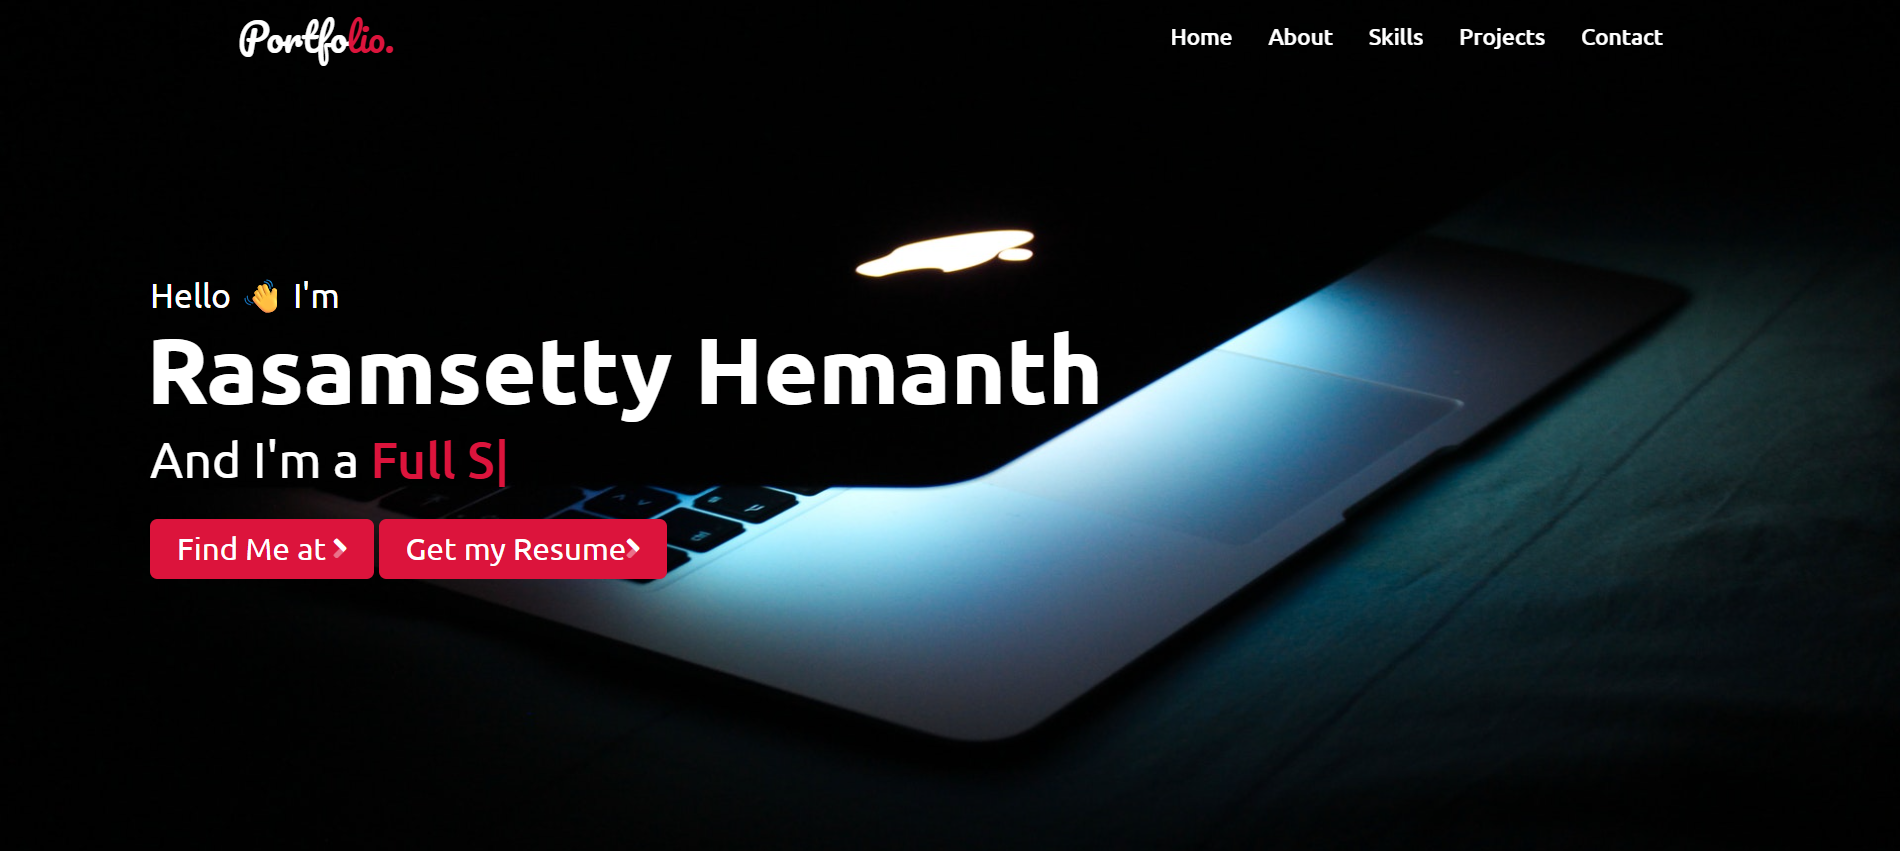 Portfolio.
Home About Skills Projects Contact
Hello 👋 I'm
Rasamsetty Hemanth
And I'm a Full S|
Find Me at
Get my Resume